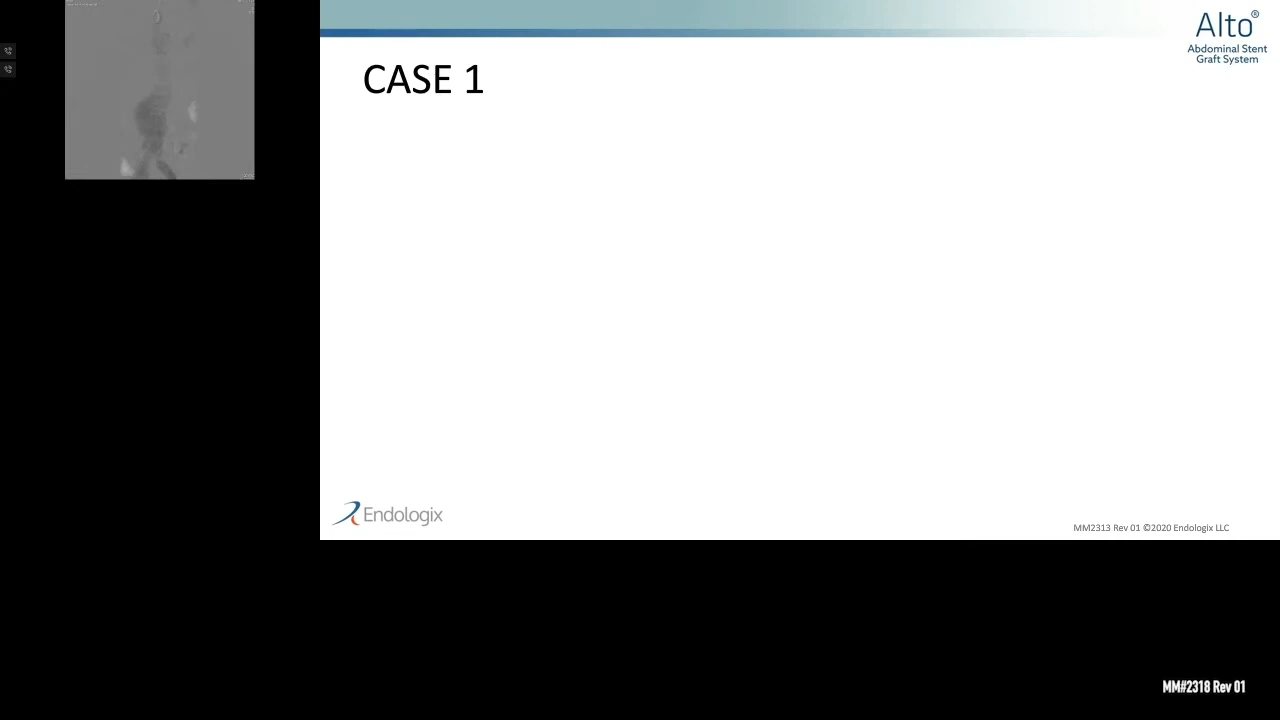 Alto®
Abdominal Stent
Graft System
CASE 1
Endologix
MM2313 Rev 01 ©2020 Endologix LLC
MM#2318 Rev 01